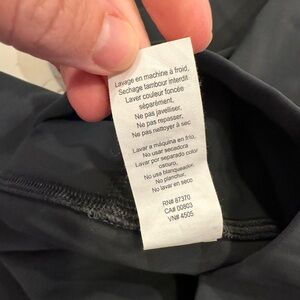 Lavage en machine à froid,
Sechage tambour interdit
Laver couleur foncée
séparément,
Ne pas javelliser,
Ne pas repasser,
Ne pas nettoyer à sec
Lavar a máquina en frío,
No usar secadora
Lavar por separado color
oscuro,
No usa blanqueador,
No planchar,
No lavar en seco
RN# 87370
CA# 00803
VN# 4505